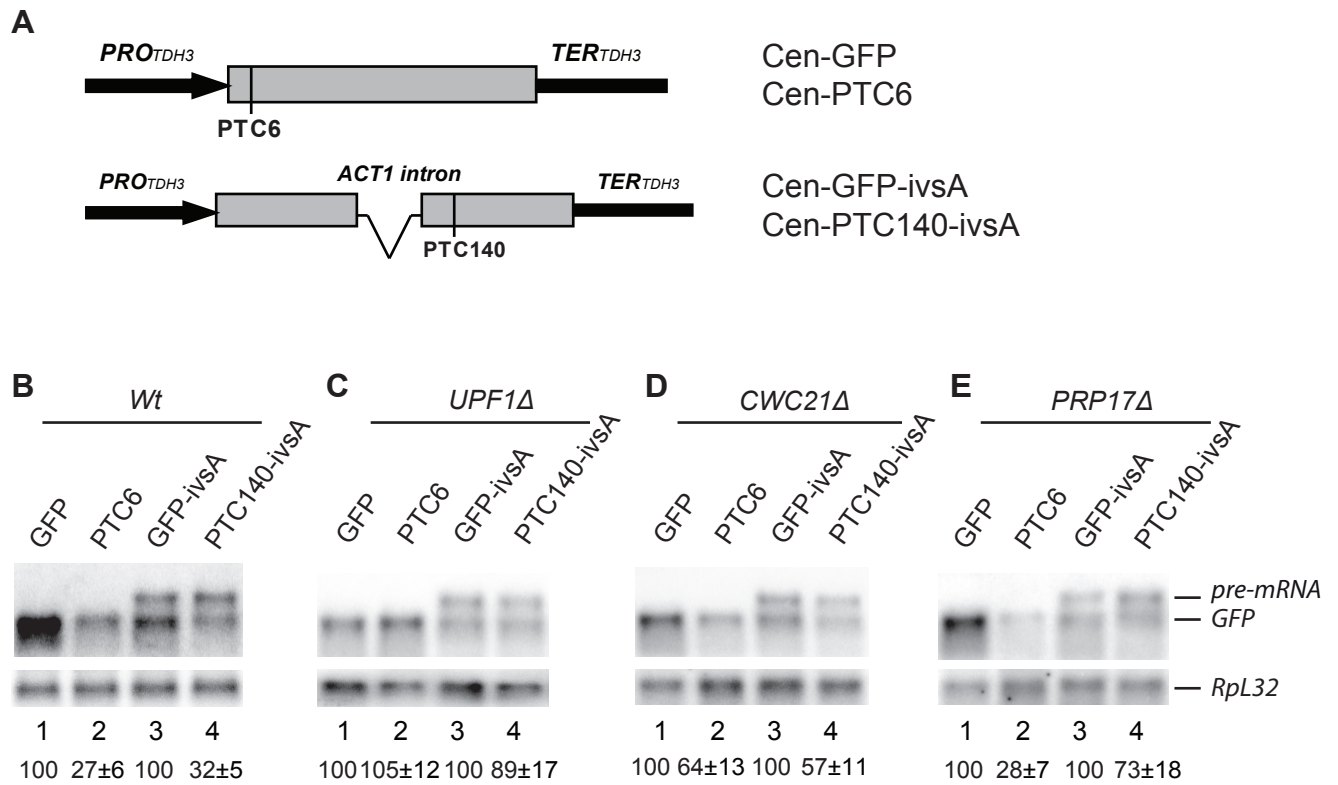 A
PROTDH3
TERTDH3
Cen-GFP
Cen-PTC6
PTC6
PROTDH3
ACT1 intron
TERTDH3
Cen-GFP-ivsA
Cen-PTC140-ivsA
PTC140
B
Wt
GFP
PTC6
GFP-ivsA
PTC140-ivsA
C
UPF1Δ
GFP
PTC6
GFP-ivsA
PTC140-ivsA
D
CWC21Δ
GFP
PTC6
GFP-ivsA
PTC140-ivsA
E
PRP17Δ
GFP
PTC6
GFP-ivsA
PTC140-ivsA
pre-mRNA
GFP
RpL32
1 2 3 4 1 2 3 4 1 2 3 4 1 2 3 4
100 27±6 100 32±5 100 105±12 100 89±17 100 64±13 100 57±11 100 28±7 100 73±18